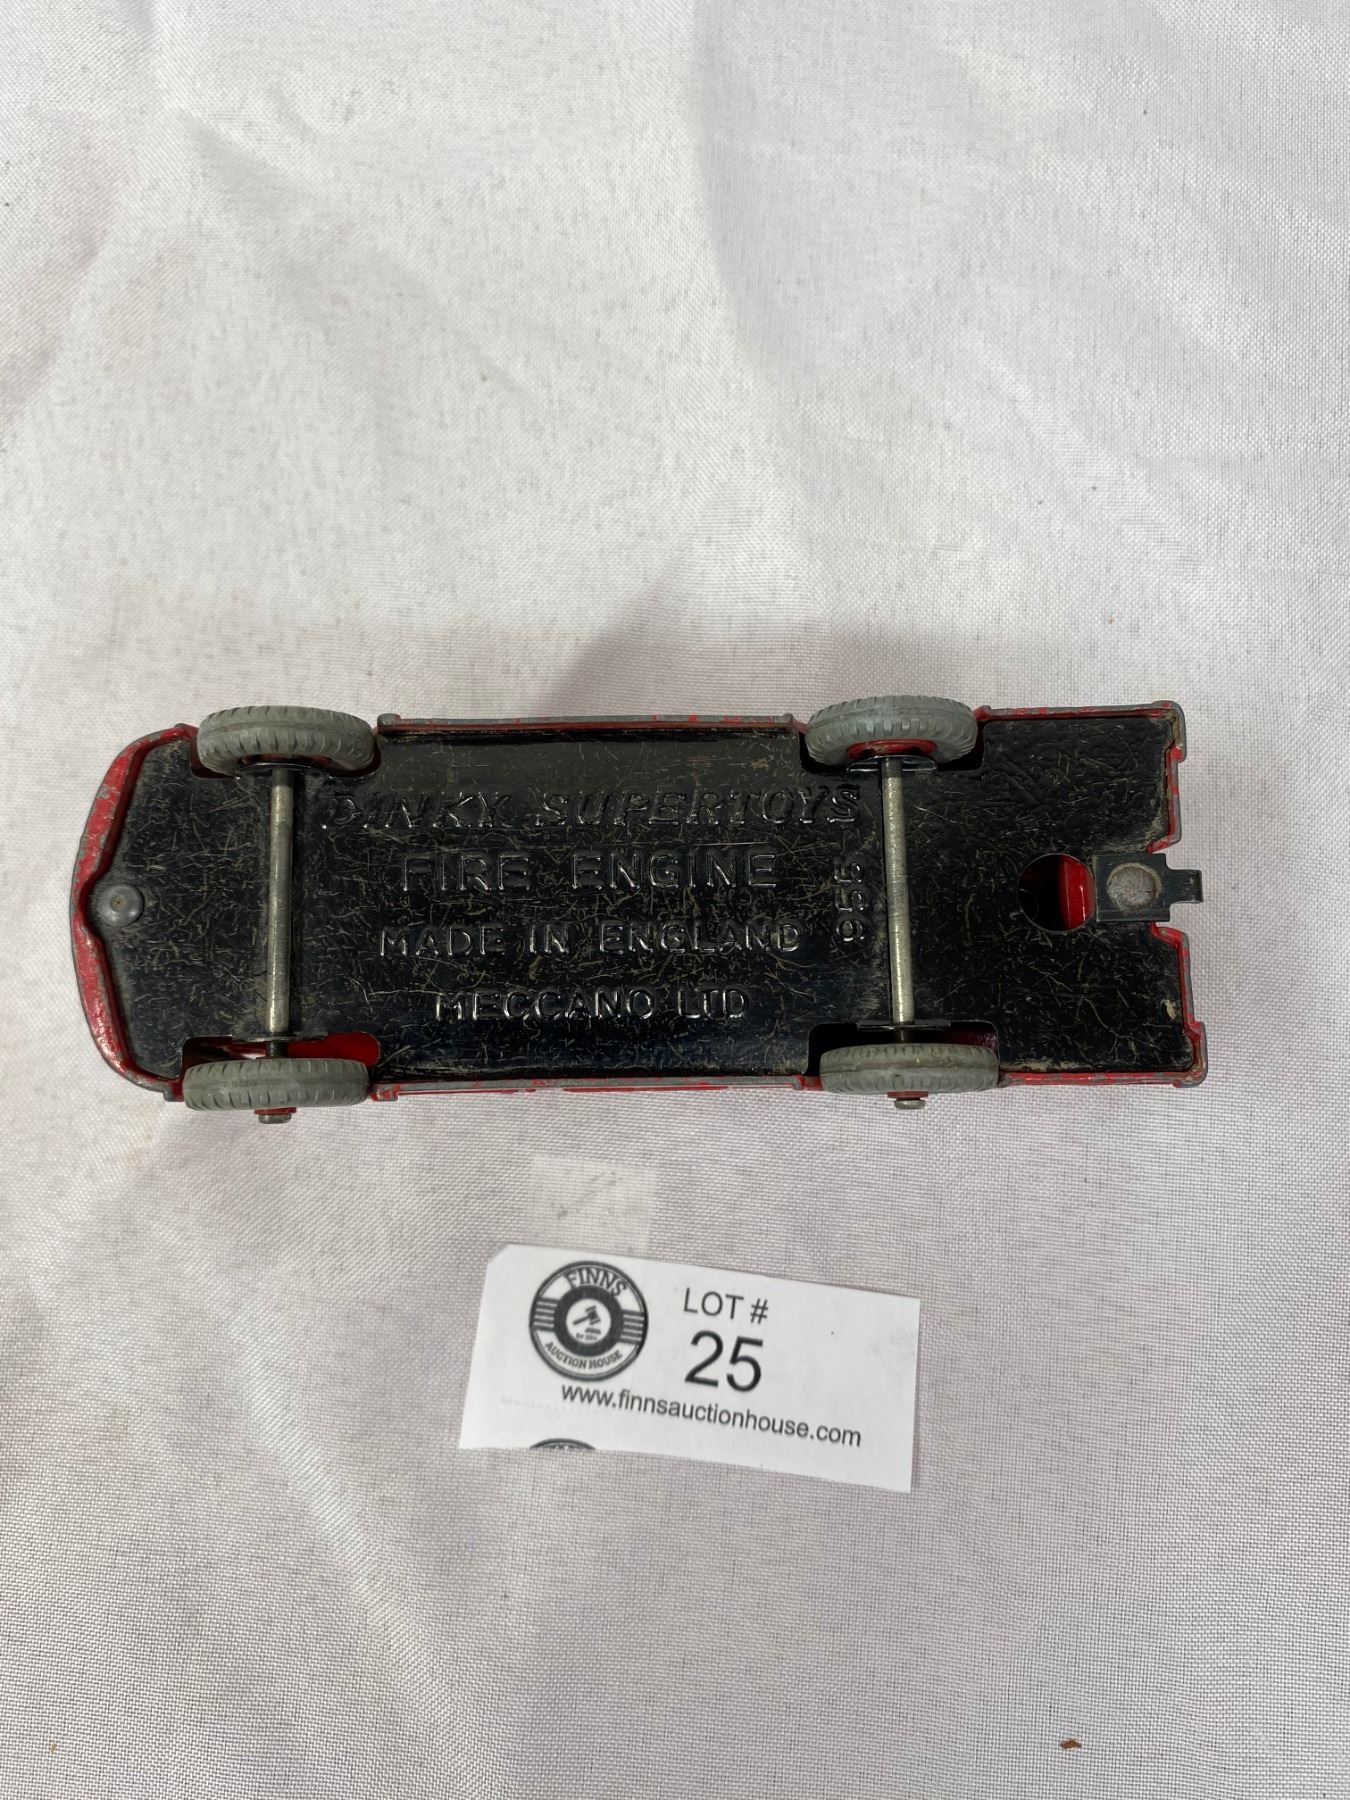 DINKY SUPERTOYS
FIRE ENGINE
MADE IN ENGLAND
MECCANO LTD
955
FINNS
AUCTION HOUSE
LOT #
25
www.finnsauctionhouse.com